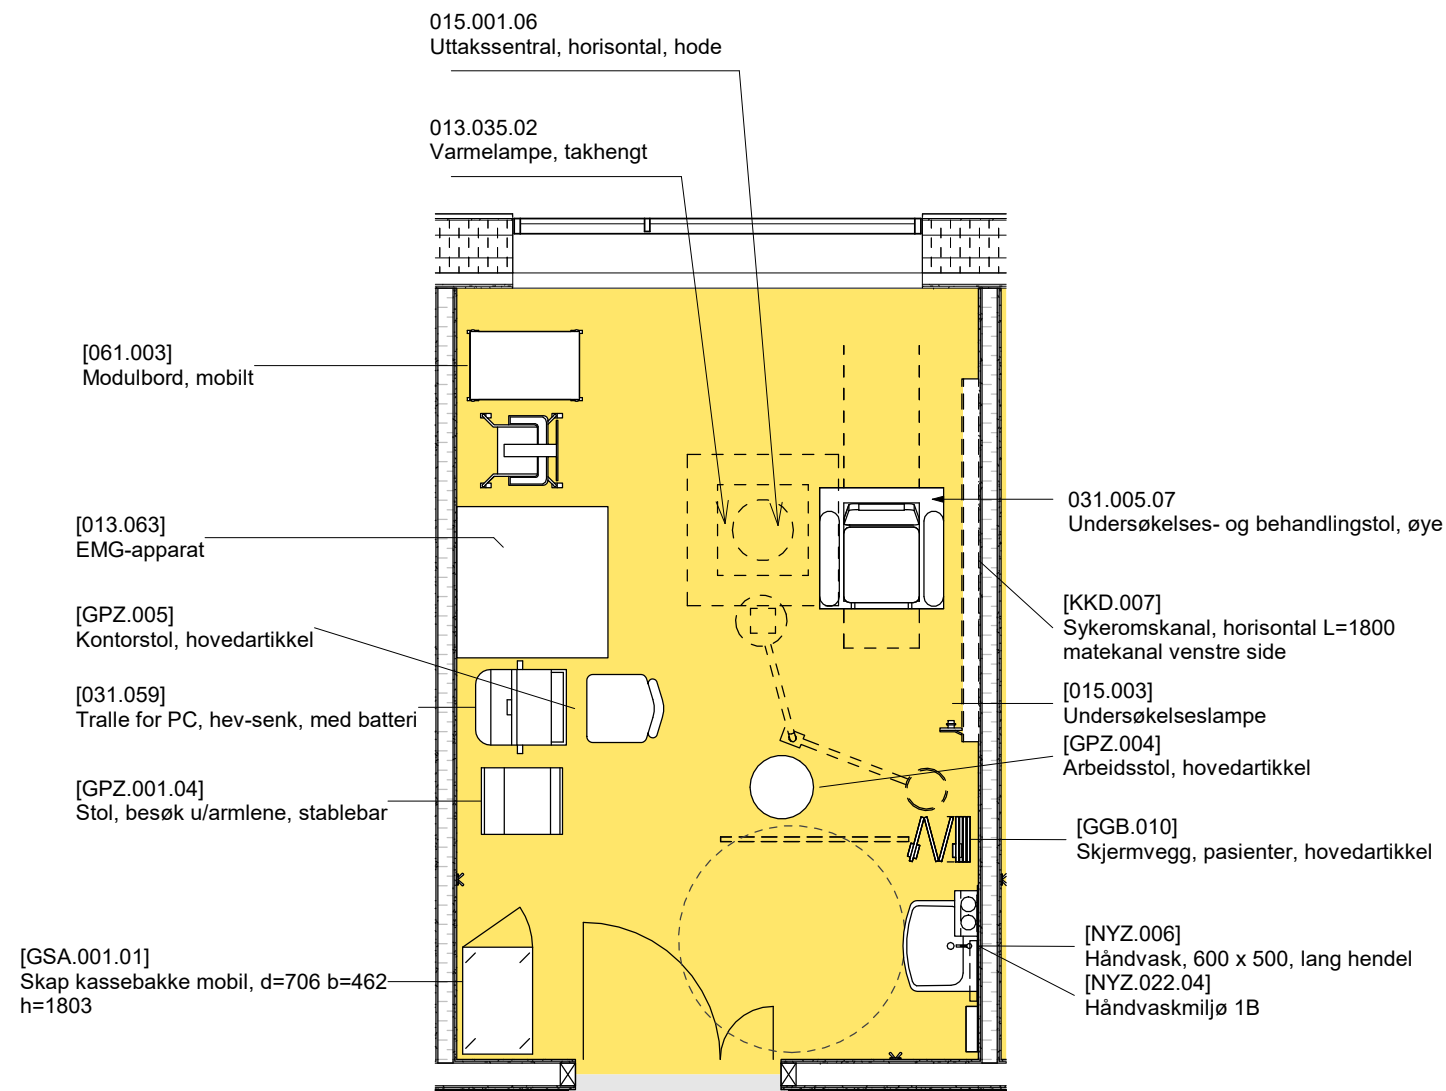 015.001.06
Uttakssentral, horisontal, hode
013.035.02
Varmelampe, takhengt
[061.003]
Modulbord, mobilt
[013.063]
EMG-apparat
[GPZ.005]
Kontorstol, hovedartikkel
[031.059]
Tralle for PC, hev-senk, med batteri
[GPZ.001.04]
Stol, besøk u/armlene, stablebar
[GSA.001.01]
Skap kassebakke mobil, d=706 b=462
h=1803
031.005.07
Undersøkelses- og behandlingstol, øye
[KKD.007]
Sykeromskanal, horisontal L=1800
matekanal venstre side
[015.003]
Undersøkelseslampe
[GPZ.004]
Arbeidsstol, hovedartikkel
[GGB.010]
Skjermvegg, pasienter, hovedartikkel
[NYZ.006]
Håndvask, 600 x 500, lang hendel
[NYZ.022.04]
Håndvaskmiljø 1B